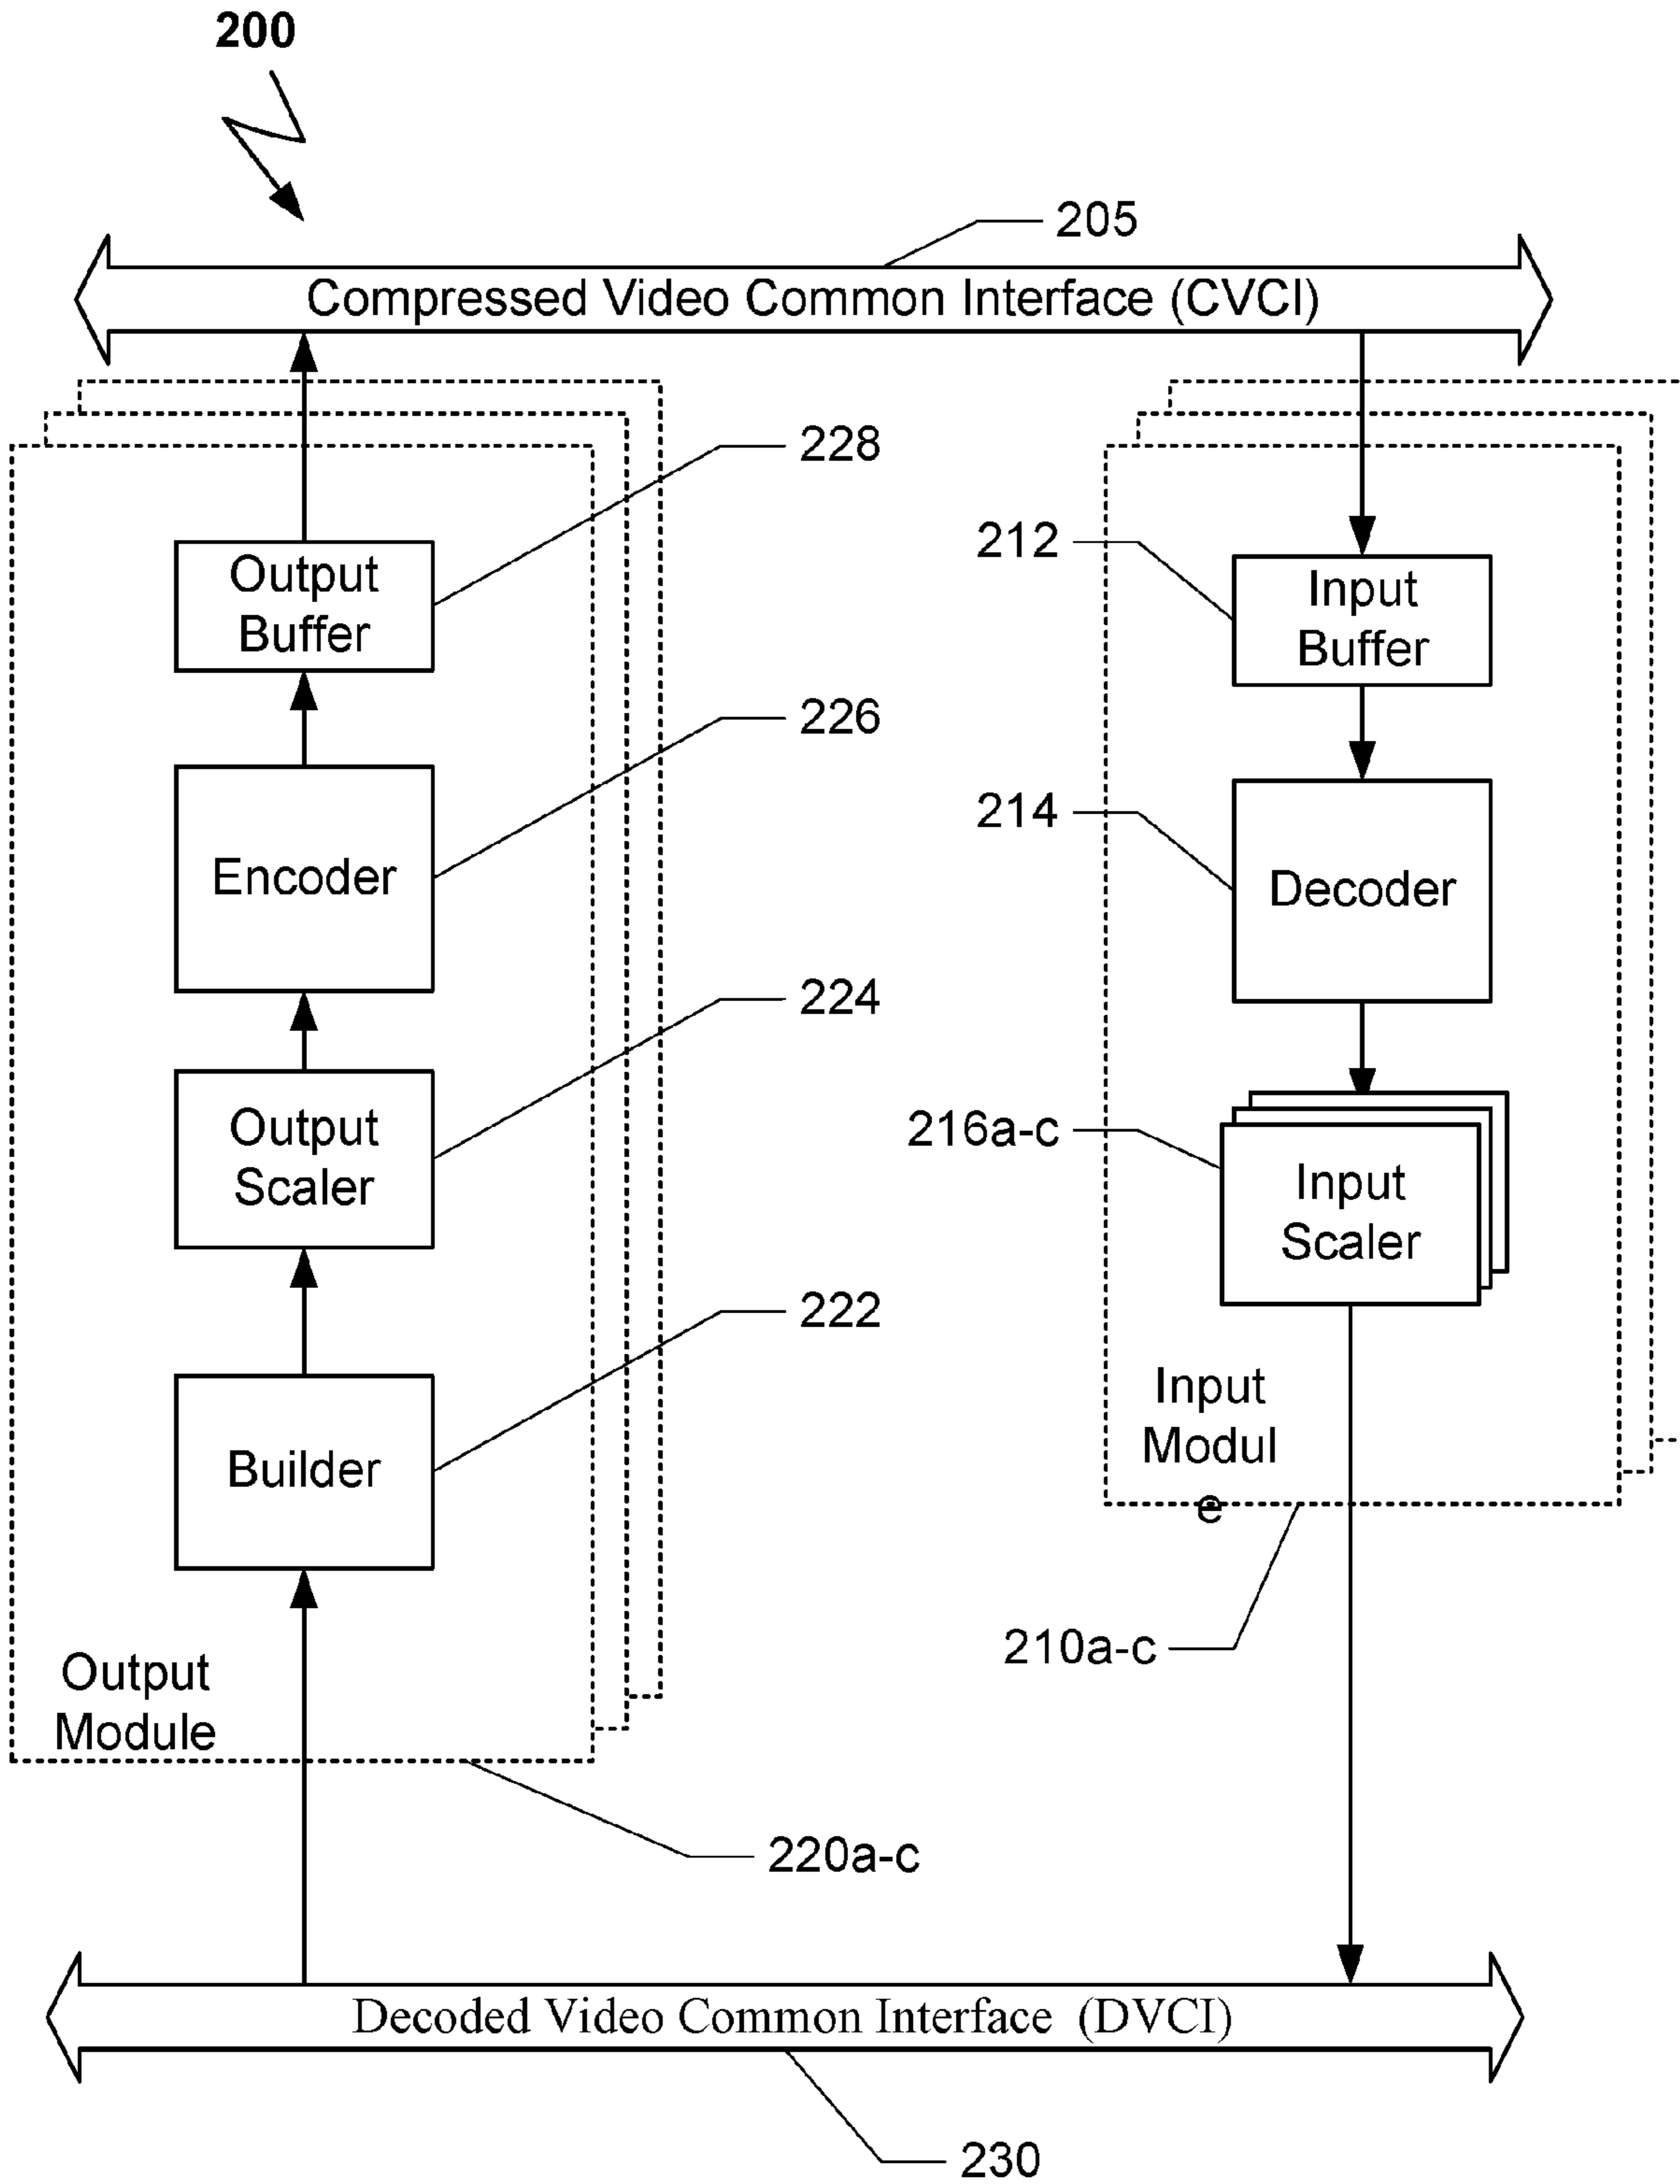 200
205
Compressed Video Common Interface (CVCI)
228
212
Output
Buffer
Input
Buffer
226
214
Encoder
Decoder
224
216a-c
Output
Scaler
Input
Scaler
222
Builder
Input
Modul
e
210a-c
Output
Module
220a-c
Decoded Video Common Interface (DVCI)
230